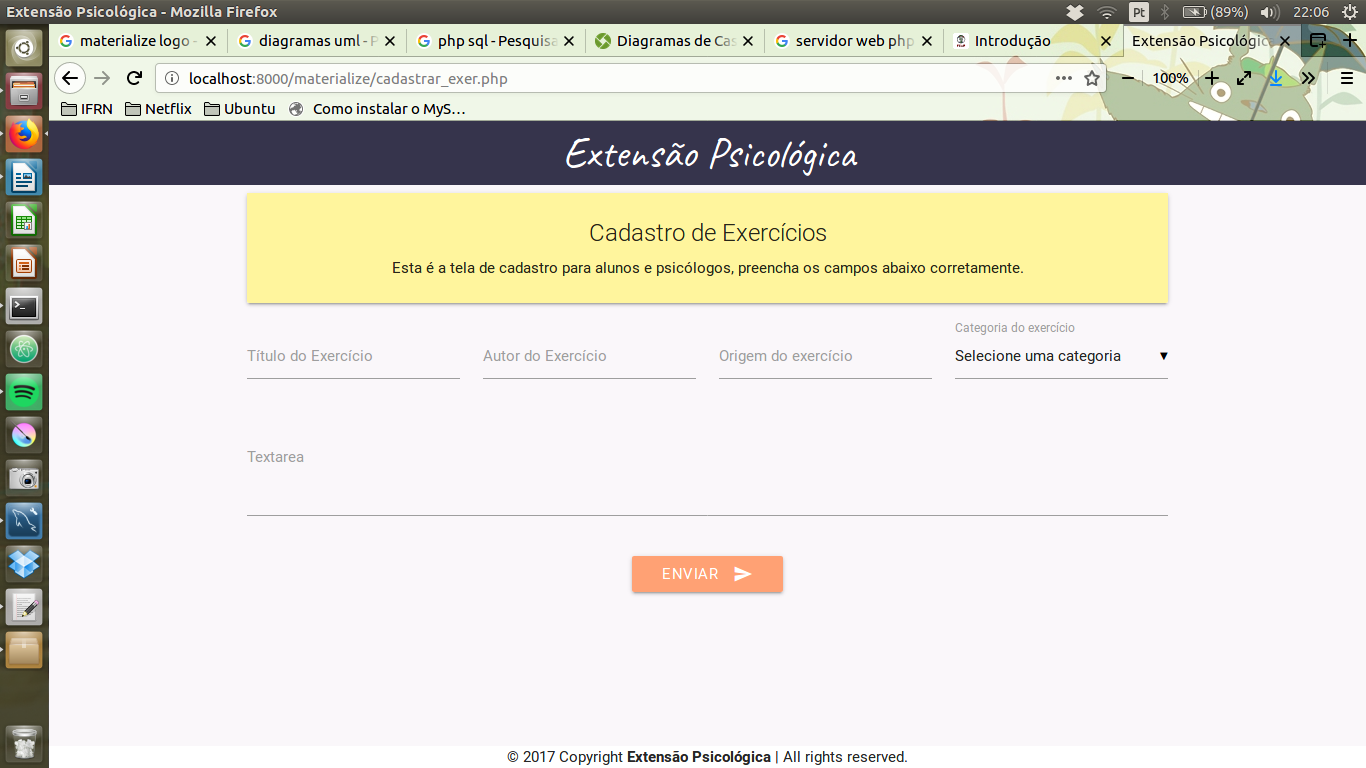 Extensão Psicológica - Mozilla Firefox
Pt (89%) 22:06
materialize logo - diagramas uml - P php sql - Pesquisa Diagramas de Cas servidor web php Introdução Extensão Psicológic
localhost:8000/materialize/cadastrar_exer.php 100%
IFRN Netflix Ubuntu Como instalar o MyS...
Extensão Psicológica
Cadastro de Exercícios
Esta é a tela de cadastro para alunos e psicólogos, preencha os campos abaixo corretamente.
Categoria do exercício
Título do Exercício Autor do Exercício Origem do exercício Selecione uma categoria
Textarea
ENVIAR
© 2017 Copyright Extensão Psicológica | All rights reserved.